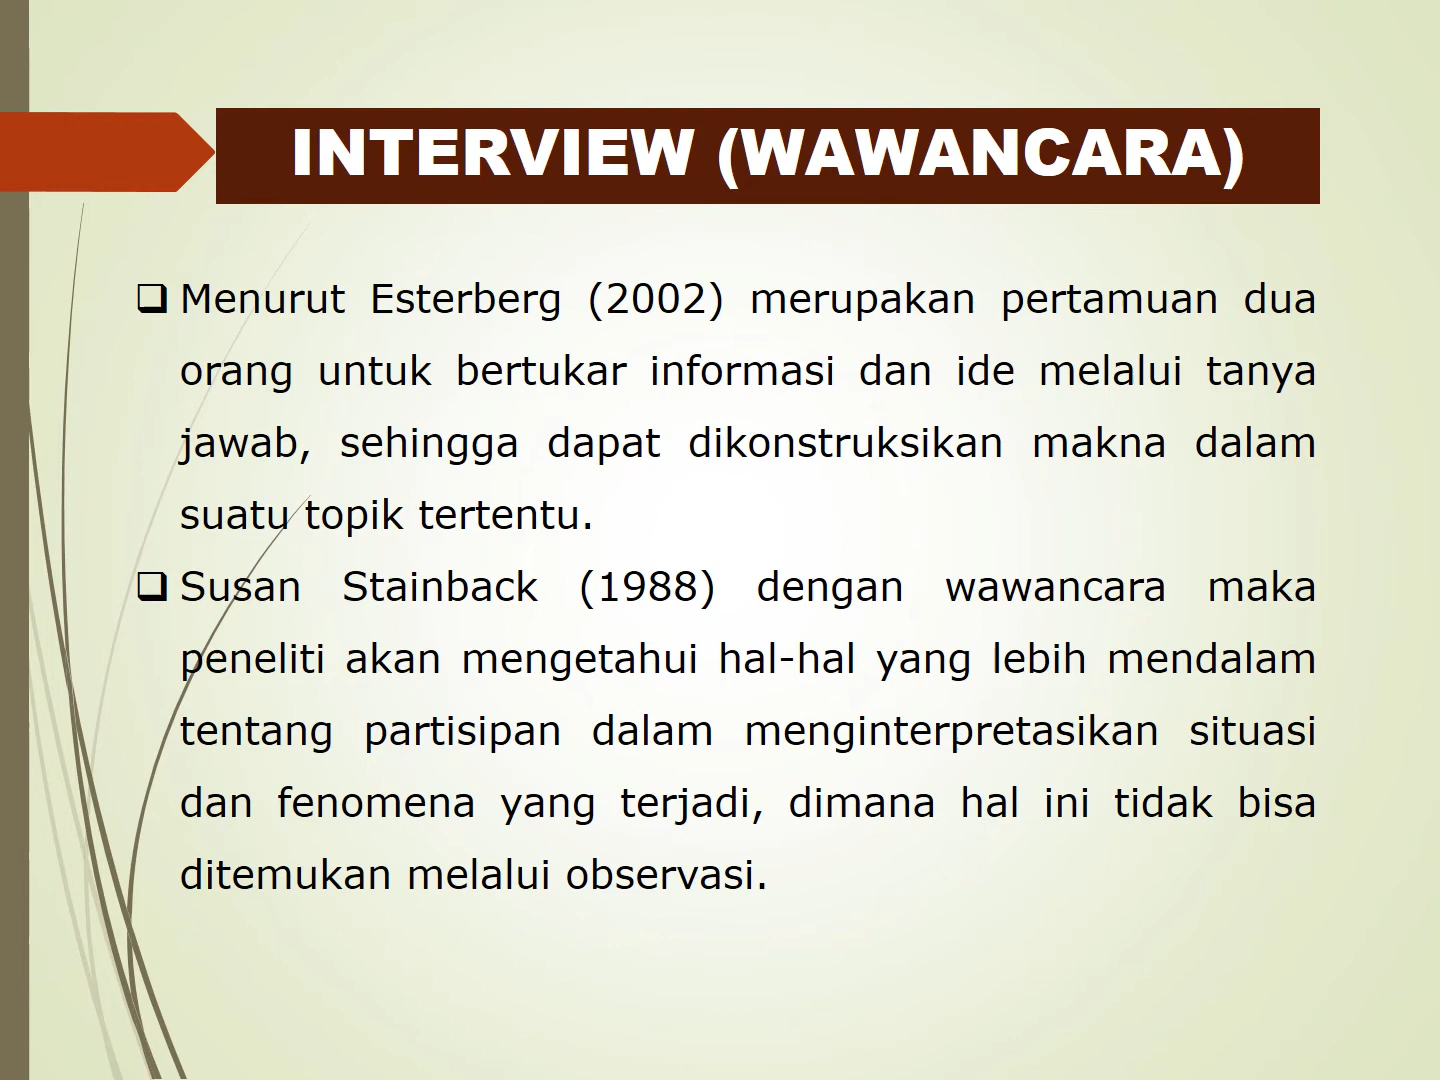 INTERVIEW (WAWANCARA)
❑ Menurut Esterberg (2002) merupakan pertamuan dua
orang untuk bertukar informasi dan ide melalui tanya
jawab, sehingga dapat dikonstruksikan makna dalam
suatu topik tertentu.
❑ Susan Stainback (1988) dengan wawancara maka
peneliti akan mengetahui hal-hal yang lebih mendalam
tentang partisipan dalam menginterpretasikan situasi
dan fenomena yang terjadi, dimana hal ini tidak bisa
ditemukan melalui observasi.